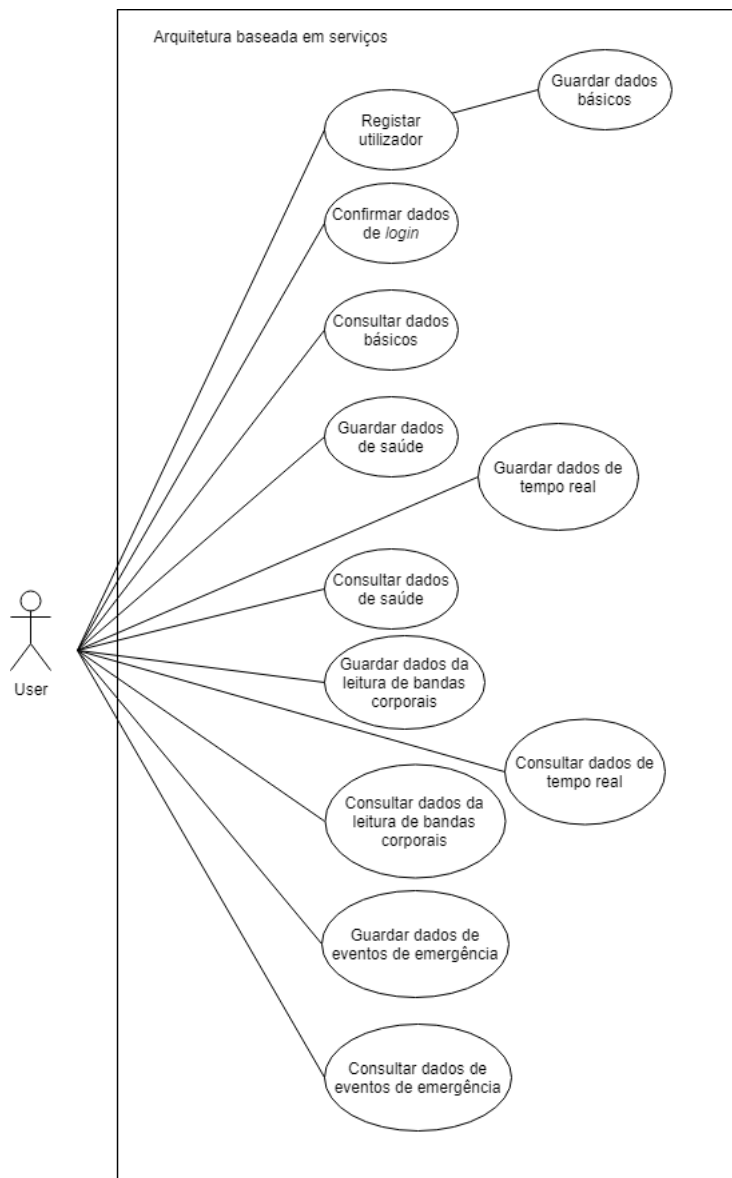 Arquitetura baseada em serviços
Guardar dados
básicos
Registar
utilizador
Confirmar dados
de login
Consultar dados
básicos
Guardar dados
de saúde
Guardar dados de
tempo real
Consultar dados
de saúde
User
Guardar dados da
leitura de bandas
corporais
Consultar dados de
tempo real
Consultar dados da
leitura de bandas
corporais
Guardar dados de
eventos de emergência
Consultar dados de
eventos de emergência